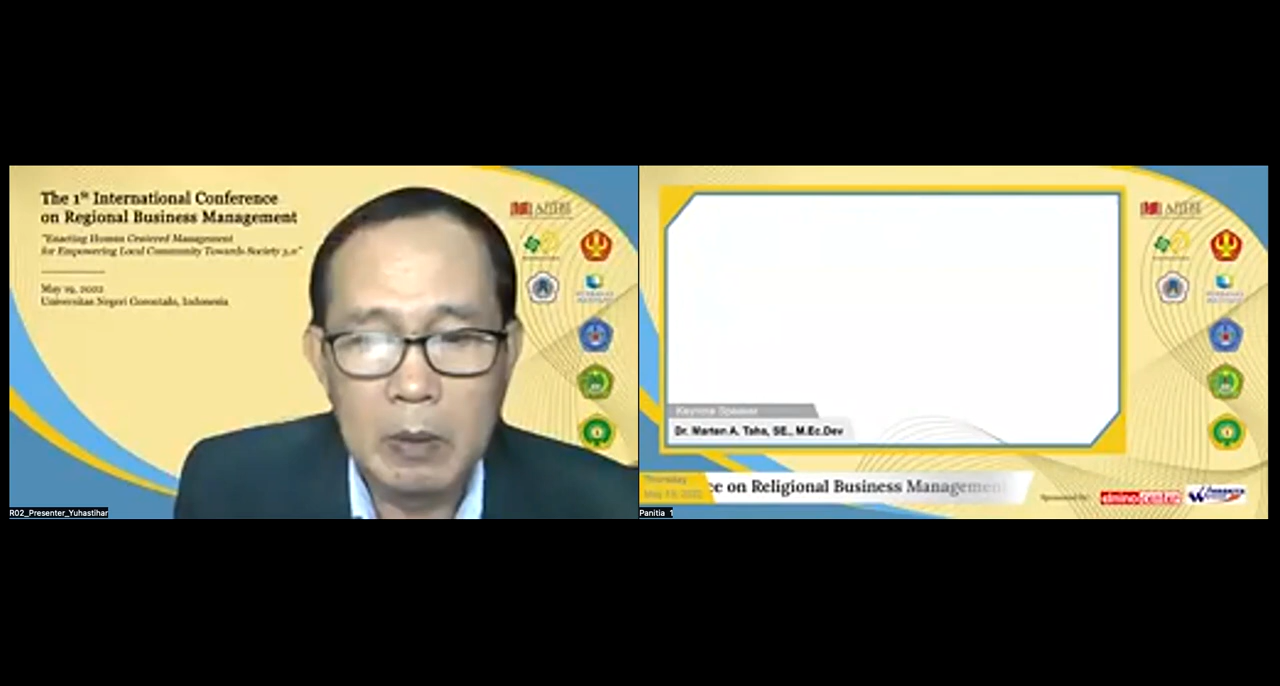 The 1st International Conference
on Regional Business Management
"Enacting Human Centered Management
for Empowering Local Community Towards Society 5.0"
May 19, 2022
Universitas Negeri Gorontalo, Indonesia
R02_Presenter_Yuhastihar
Keynote Speaker
Dr. Marten A. Taha, SE., M.Ec.Dev
Thursday
May 19, 2022
ce on Religional Business Management
Sponsored by
elnino center
Panitia 1